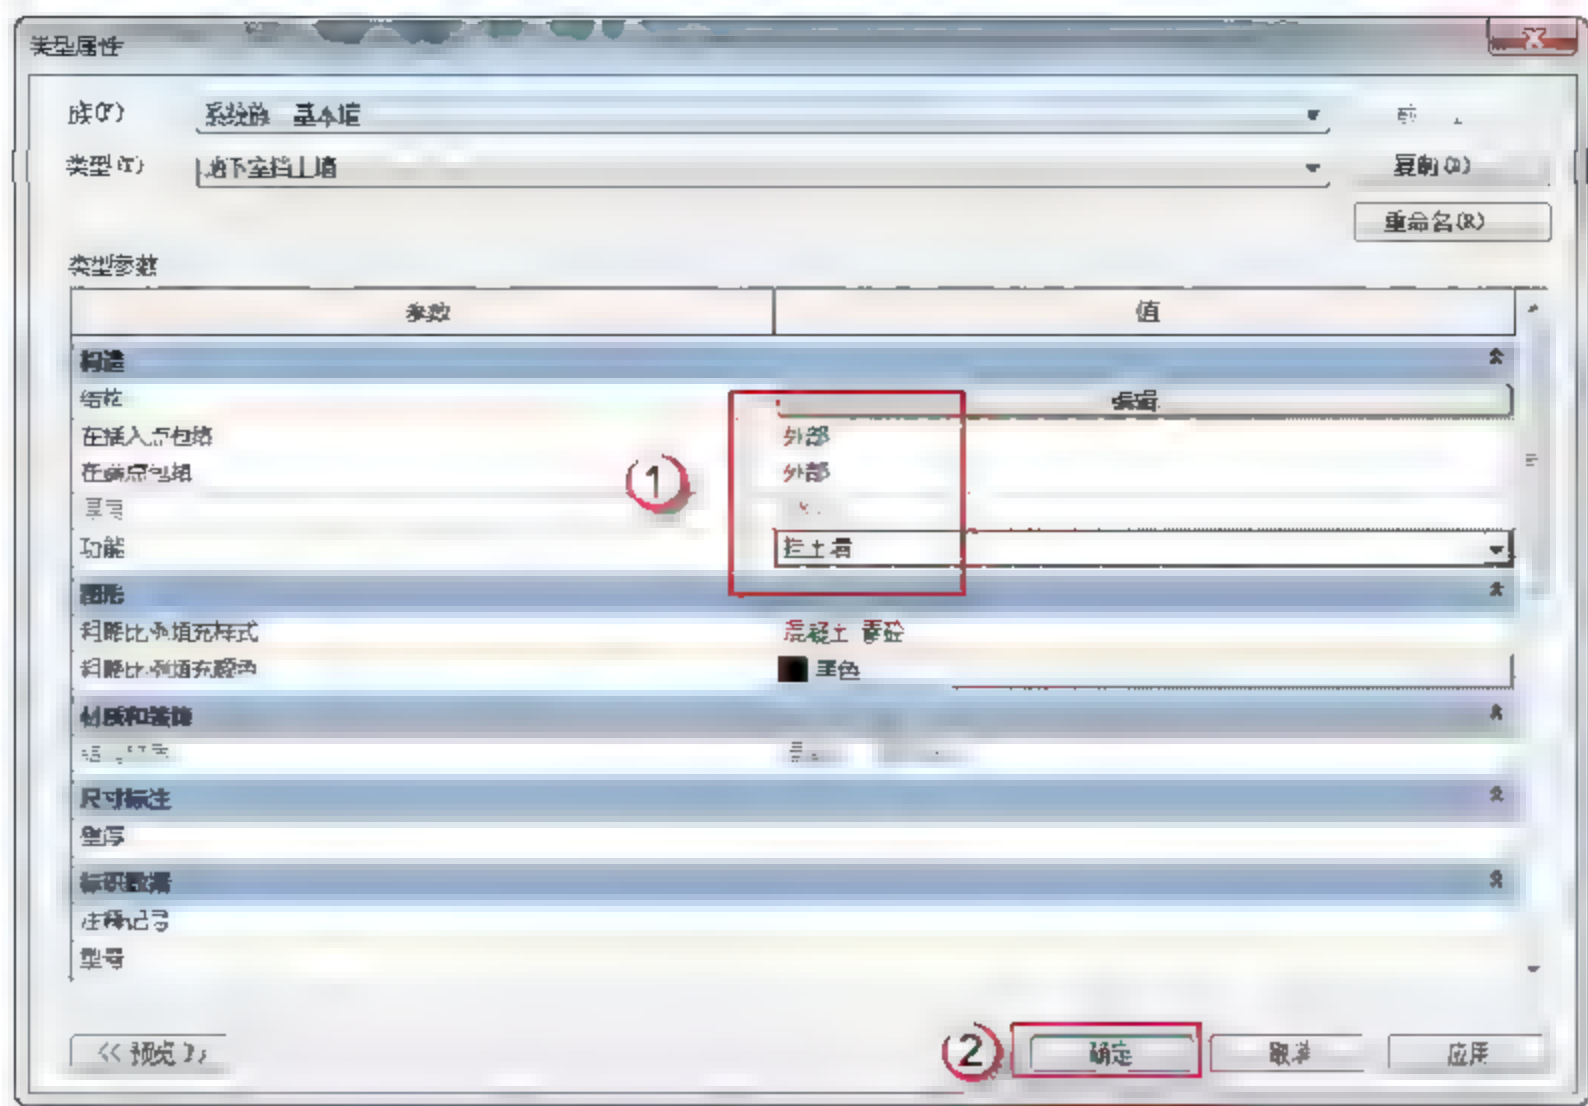 类型属性
族(F)
系统族 基本墙
类型(T)
地下室挡土墙
复制(D)
重命名(R)
类型参数
参数
值
构造
结构
编辑
在插入点包络
外部
在端点包络
外部
①
功能
挡土墙
图形
粗略比例填充样式
混凝土
粗略比例填充颜色
黑色
材质和装饰
尺寸标注
壁厚
标识数据
注释记号
型号
<< 预览
②
确定
取消
应用